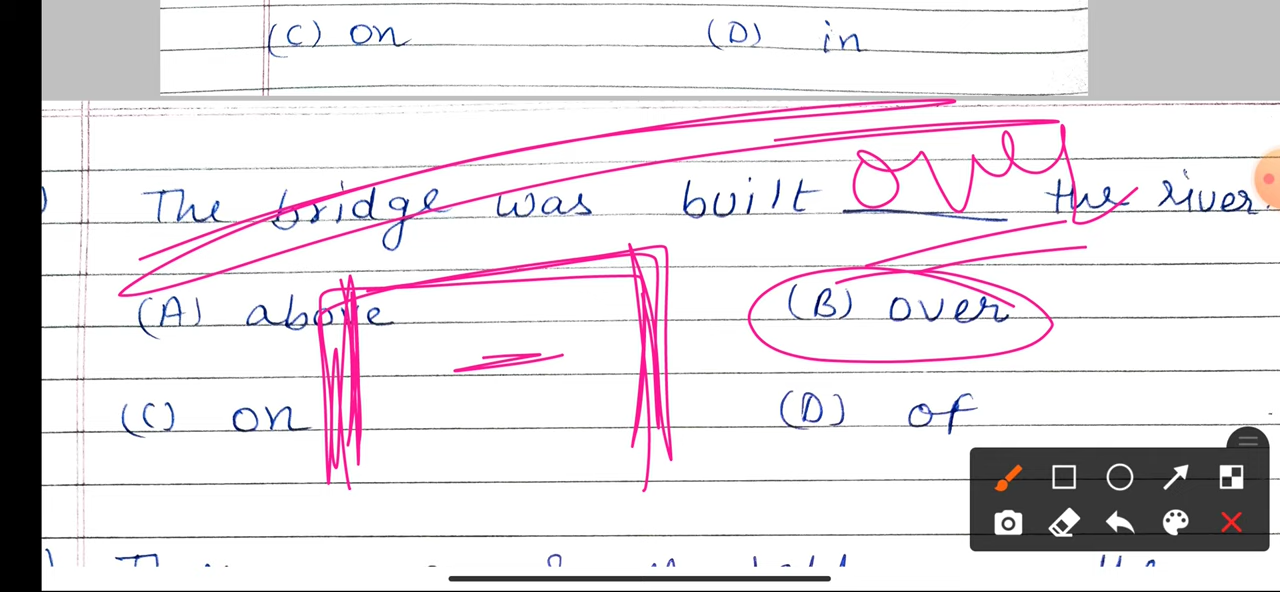 (C) on (D) in
The bridge was built over the river.
(A) above (B) over
(C) on (D) of